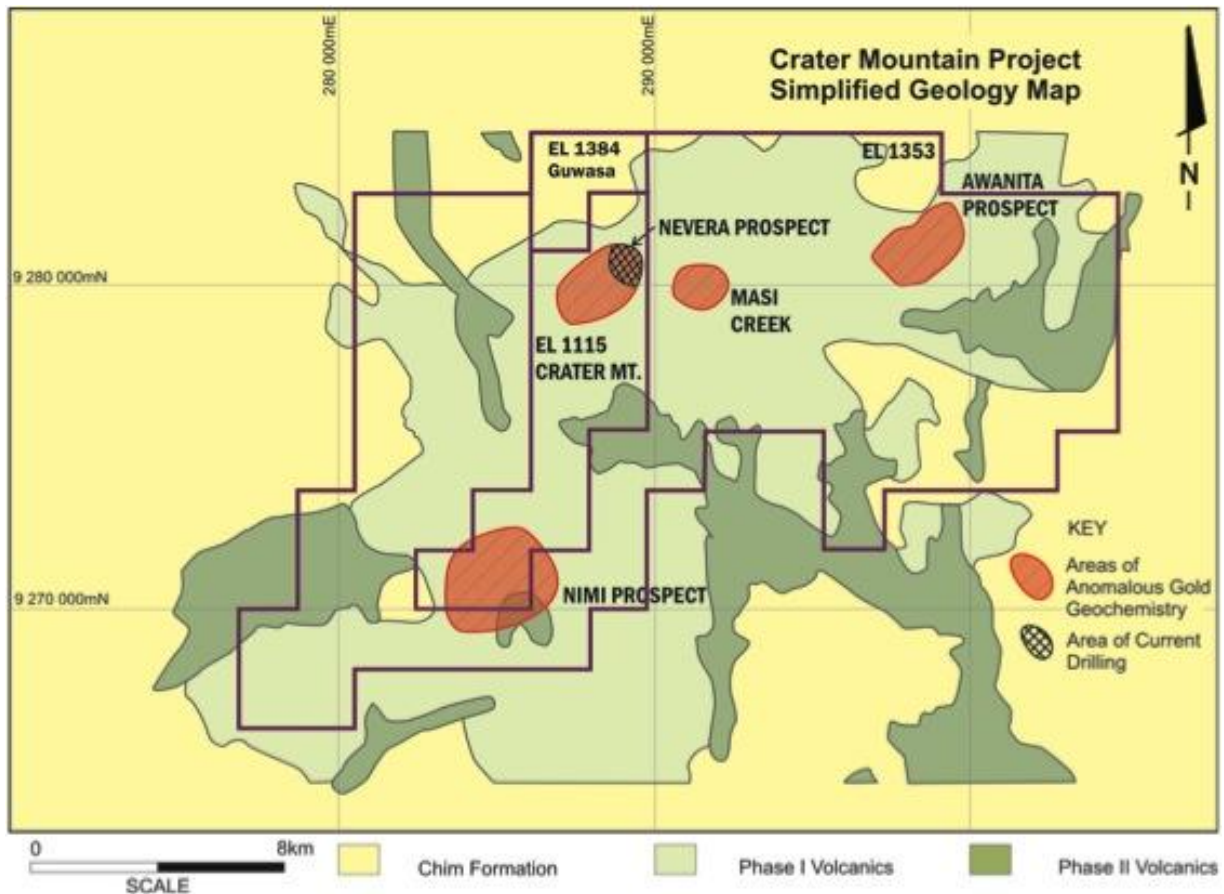 280 000mE
290 000mE
Crater Mountain Project
Simplified Geology Map
N
EL 1384
Guwasa
EL 1353
AWANITA
PROSPECT
NEVERA PROSPECT
9 280 000mN
MASI
CREEK
EL 1115
CRATER MT.
KEY
Areas of
Anomalous Gold
Geochemistry
NIMI PROSPECT
9 270 000mN
Area of Current
Drilling
0
8km
SCALE
Chim Formation
Phase I Volcanics
Phase II Volcanics